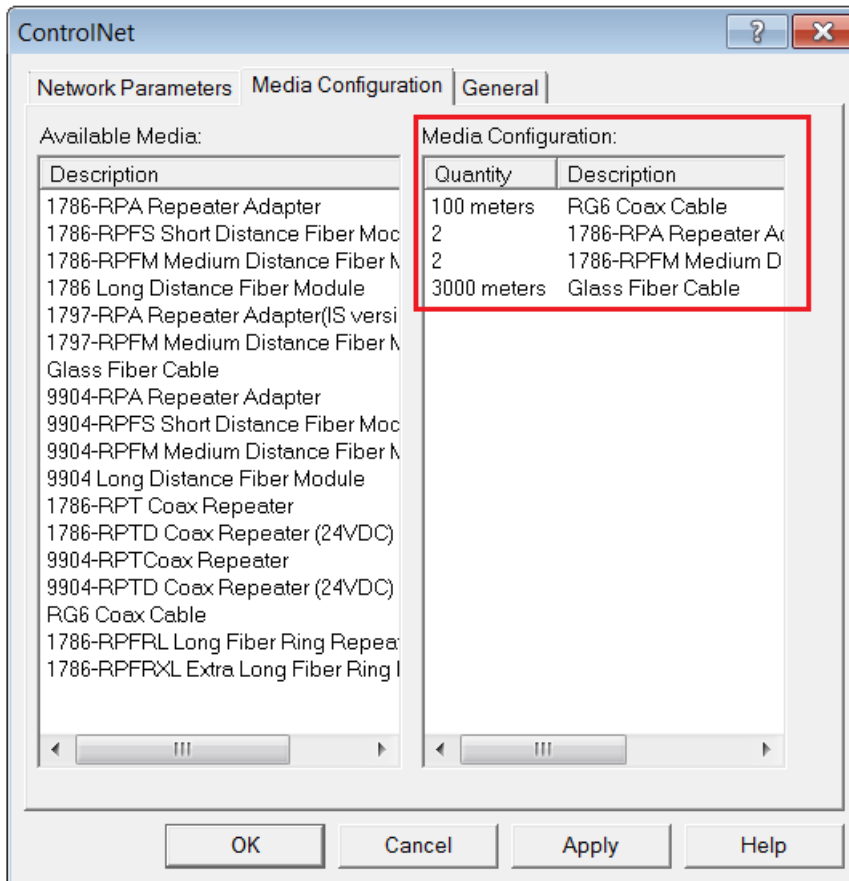 ControlNet
Network Parameters Media Configuration General
Available Media:
Description
1786-RPA Repeater Adapter
1786-RPFS Short Distance Fiber Moc
1786-RPFM Medium Distance Fiber M
1786 Long Distance Fiber Module
1797-RPA Repeater Adapter(IS versi
1797-RPFM Medium Distance Fiber M
Glass Fiber Cable
9904-RPA Repeater Adapter
9904-RPFS Short Distance Fiber Moc
9904-RPFM Medium Distance Fiber M
9904 Long Distance Fiber Module
1786-RPT Coax Repeater
1786-RPTD Coax Repeater (24VDC)
9904-RPTCoax Repeater
9904-RPTD Coax Repeater (24VDC)
RG6 Coax Cable
1786-RPFRL Long Fiber Ring Repea
1786-RPFRXL Extra Long Fiber Ring
Media Configuration:
Quantity Description
100 meters RG6 Coax Cable
2 1786-RPA Repeater A
2 1786-RPFM Medium D
3000 meters Glass Fiber Cable
OK Cancel Apply Help